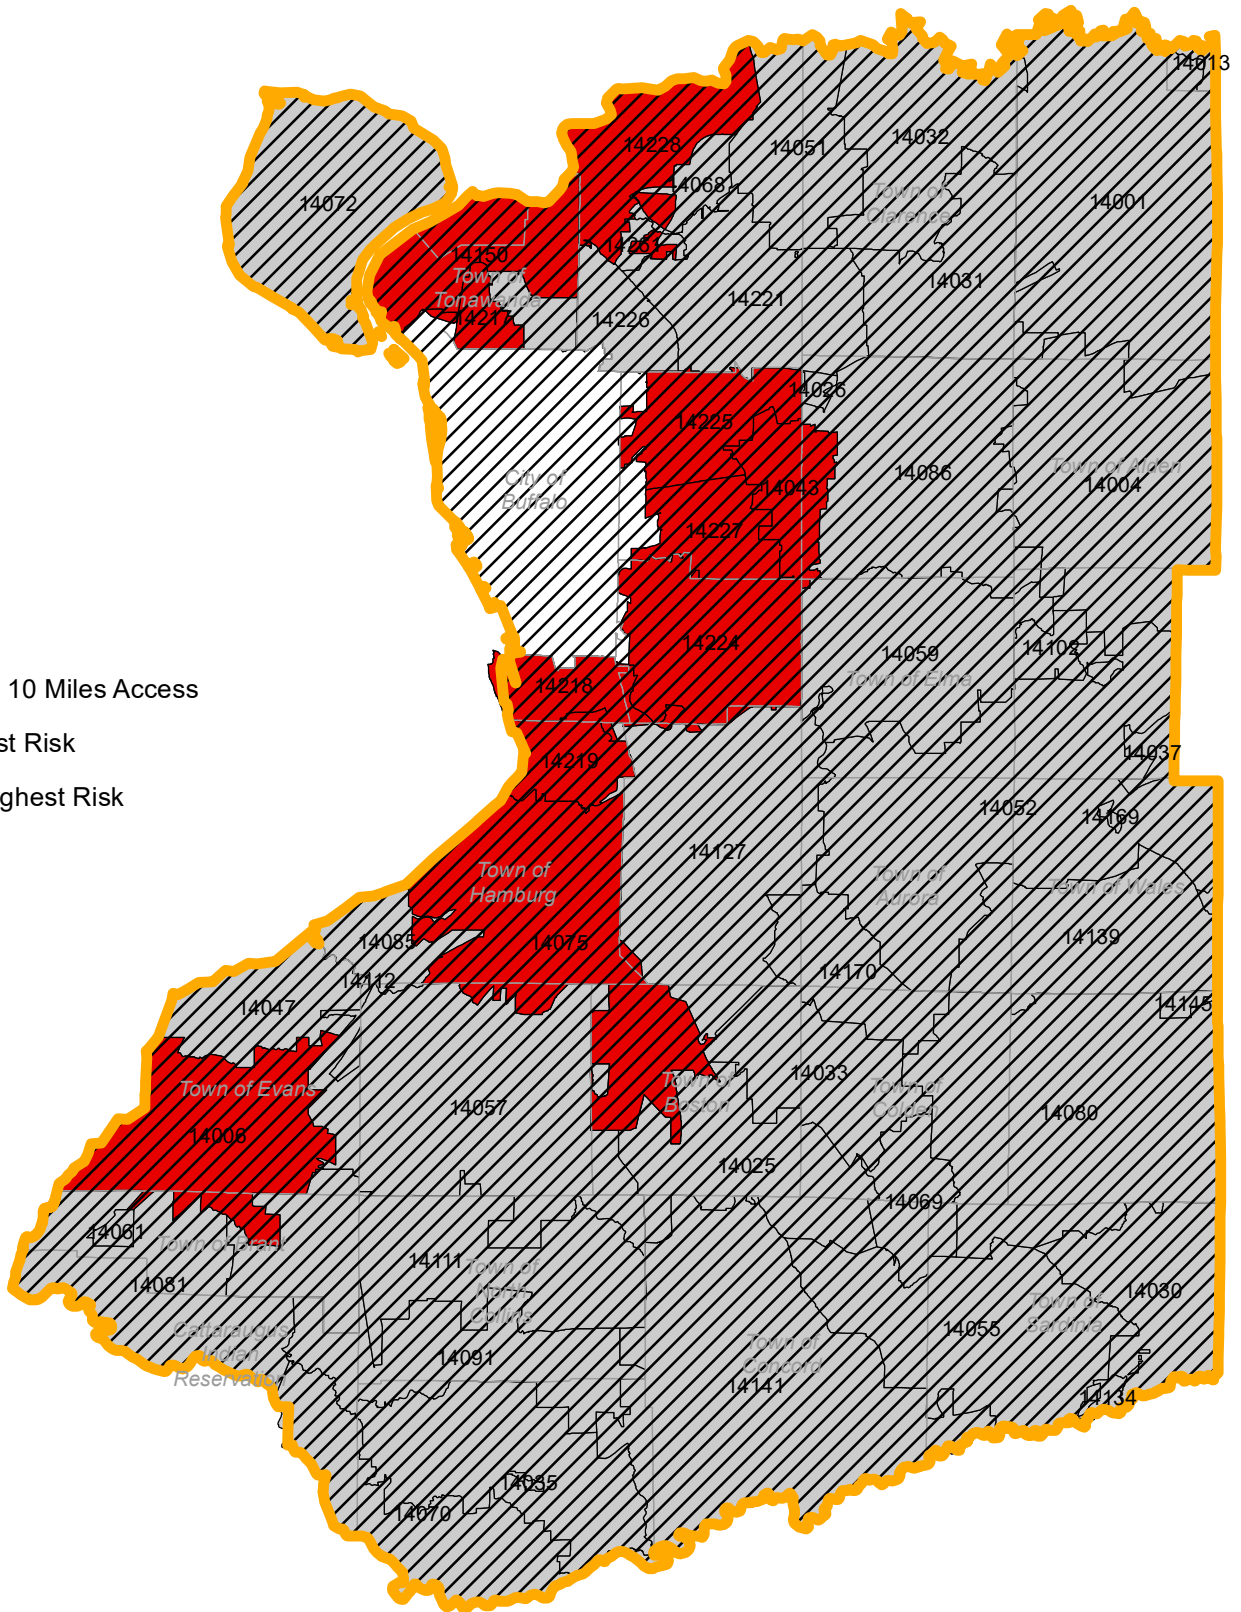 14013
14032
14228
14051
14068
Town of
Clarence
14072
14001
14261
14150
Town of
Tonawanda
14031
14221
14217
14226
14026
14225
City of
Buffalo
14086
Town of Alden
14004
14043
14227
14224
14059
Town of Elma
14102
10 Miles Access
14218
st Risk
14219
14037
ghest Risk
14052
14169
14127
Town of
Hamburg
Town of
Aurora
Town of Wales
14085
14075
14139
14112
14170
14047
14145
Town of Evans
14033
Town of
Boston
Town of
Colden
14057
14080
14006
14025
14069
14061
Town of Brant
14111
Town of
North
Collins
14081
14030
Town of
Sardinia
Cattaraugus
Indian
Reservation
14055
Town of
Concord
14091
14141
14134
14035
14070